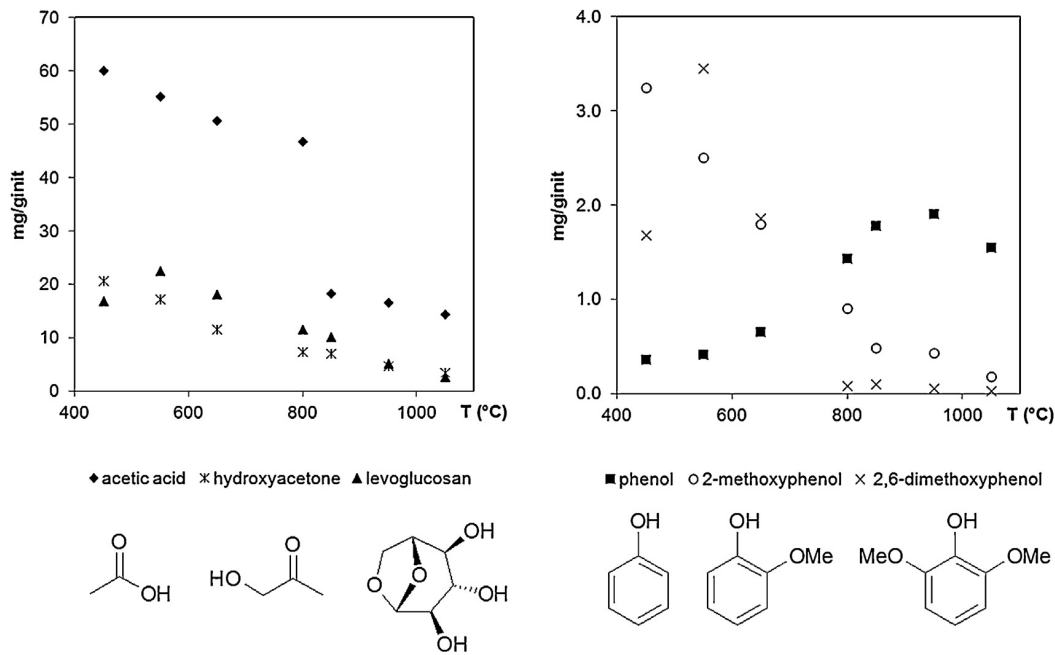 70
60
50
40
30
20
10
0
mg/ginit
400
600
800
1000
T (°C)
◆ acetic acid ж hydroxyacetone ▲ levoglucosan
O
OH
HO
O
OH
O
O
OH
OH
4.0
3.0
2.0
1.0
0.0
mg/ginit
400
600
800
1000
T (°C)
■ phenol ○ 2-methoxyphenol × 2,6-dimethoxyphenol
OH
OH
OMe
OH
MeO
OMe